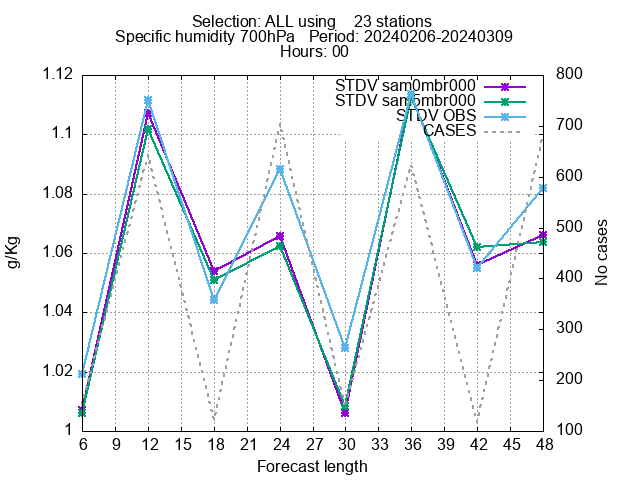 Selection: ALL using 23 stations
Specific humidity 700hPa Period: 20240206-20240309
Hours: 00
1.12
1.1
1.08
1.06
1.04
1.02
1
g/Kg
800
700
600
500
400
300
200
100
No cases
STDV sam0mbr000
STDV samombr000
STDV OBS
CASES
6 9 12 15 18 21 24 27 30 33 36 39 42 45 48
Forecast length